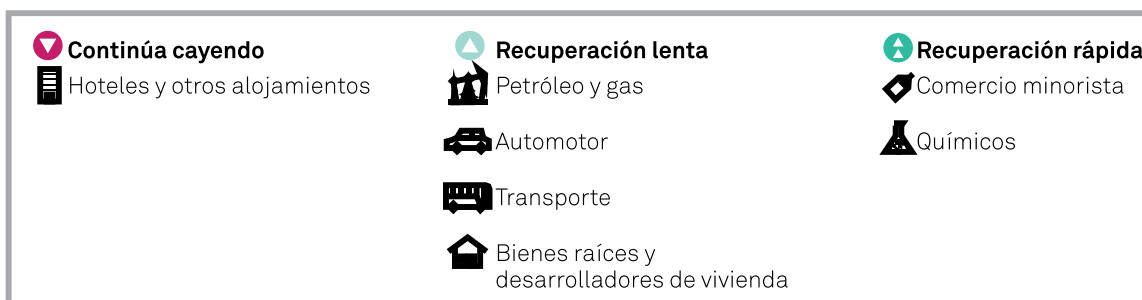 Continúa cayendo
Hoteles y otros alojamientos
Recuperación lenta
Petróleo y gas
Automotor
Transporte
Bienes raíces y
desarrolladores de vivienda
Recuperación rápida
Comercio minorista
Químicos